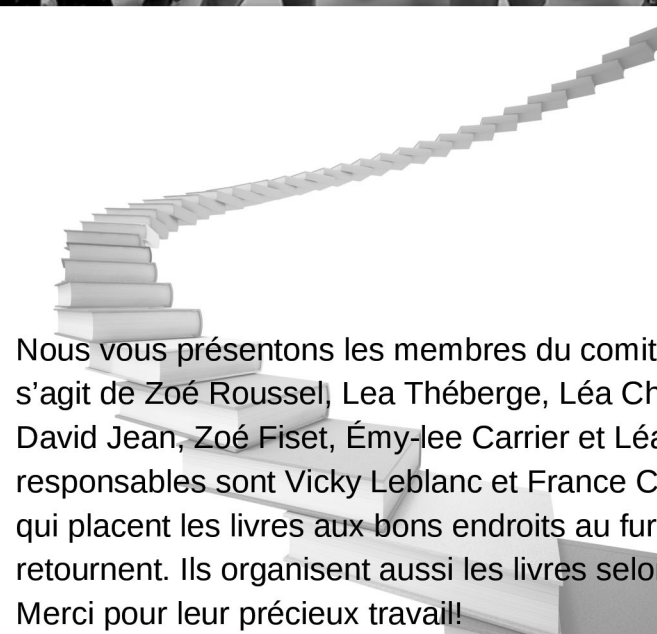 Nous vous présentons les membres du
s’agit de Zoé Roussel, Lea Théberge, Léa
David Jean, Zoé Fiset, Émy-lee Carrier et
responsables sont Vicky Leblanc et France
qui placent les livres aux bons endroits au fur
retournent. Ils organisent aussi les livres
Merci pour leur précieux travail!